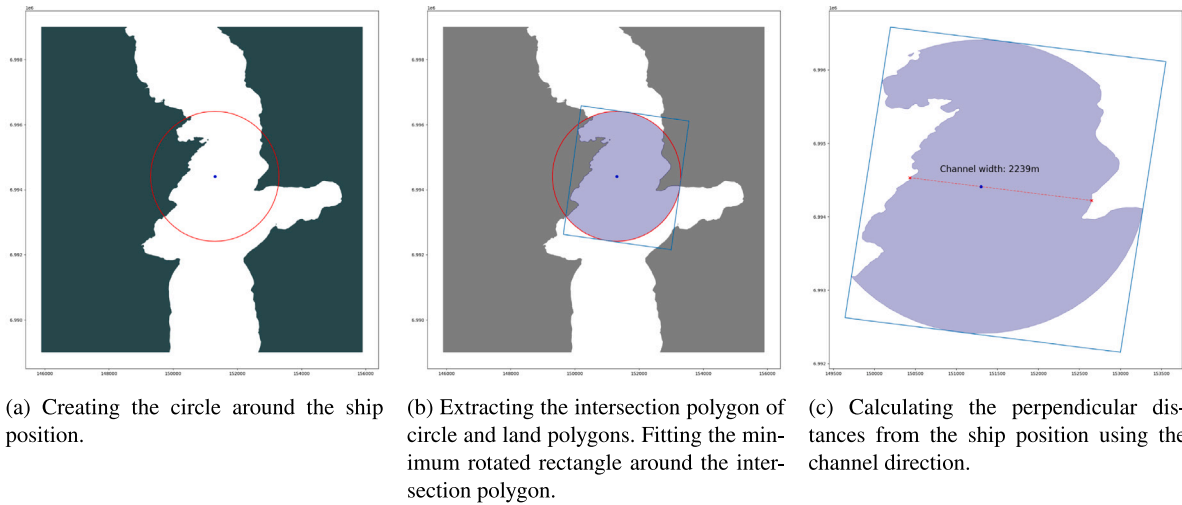 1e6
6.998
6.996
6.994
6.992
6.990
146000 148000 150000 152000 154000 156000
1e6
6.998
6.996
6.994
6.992
6.990
146000 148000 150000 152000 154000 156000
1e6
6.996
6.995
6.994
6.993
6.992
Channel width: 2239m
149500 150000 150500 151000 151500 152000 152500 153000 153500
(a) Creating the circle around the ship
position.
(b) Extracting the intersection polygon of
circle and land polygons. Fitting the min-
imum rotated rectangle around the inter-
section polygon.
(c) Calculating the perpendicular dis-
tances from the ship position using the
channel direction.